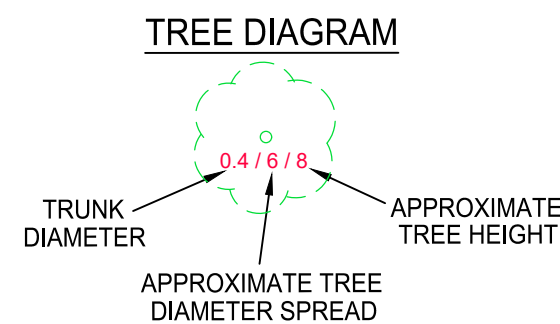 TREE DIAGRAM
0.4 / 6 / 8
TRUNK
DIAMETER
APPROXIMATE
TREE HEIGHT
APPROXIMATE TREE
DIAMETER SPREAD